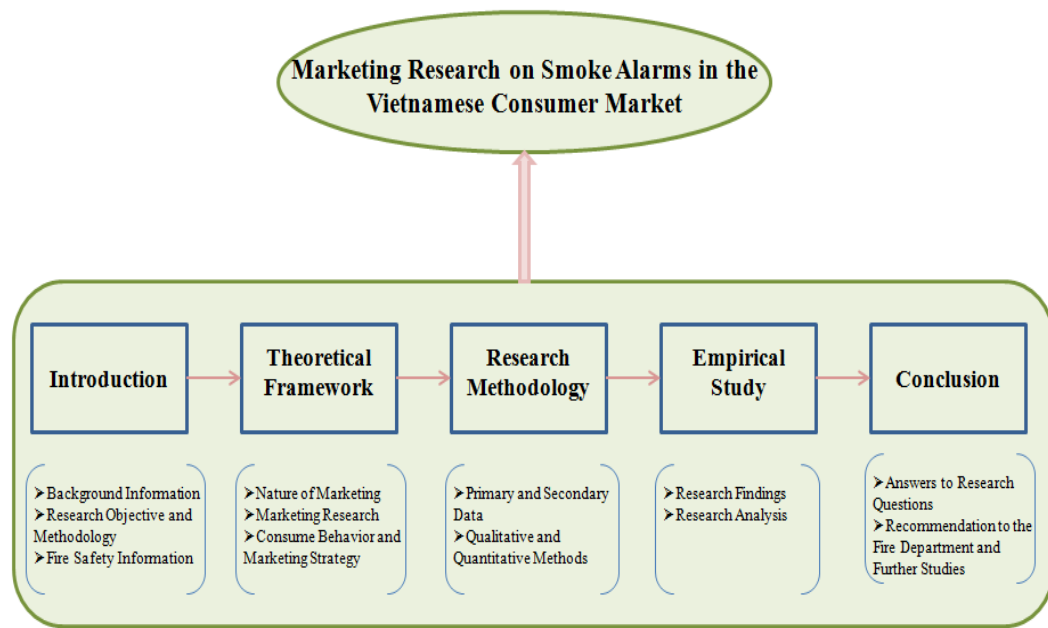 Marketing Research on Smoke Alarms in the
Vietnamese Consumer Market
Introduction
Theoretical
Framework
Research
Methodology
Empirical
Study
Conclusion
➤Background Information
➤Research Objective and
Methodology
➤Fire Safety Information
➤Nature of Marketing
➤Marketing Research
➤Consume Behavior and
Marketing Strategy
➤Primary and Secondary
Data
➤Qualitative and
Quantitative Methods
➤Research Findings
➤Research Analysis
➤Answers to Research
Questions
➤Recommendation to the
Fire Department and
Further Studies